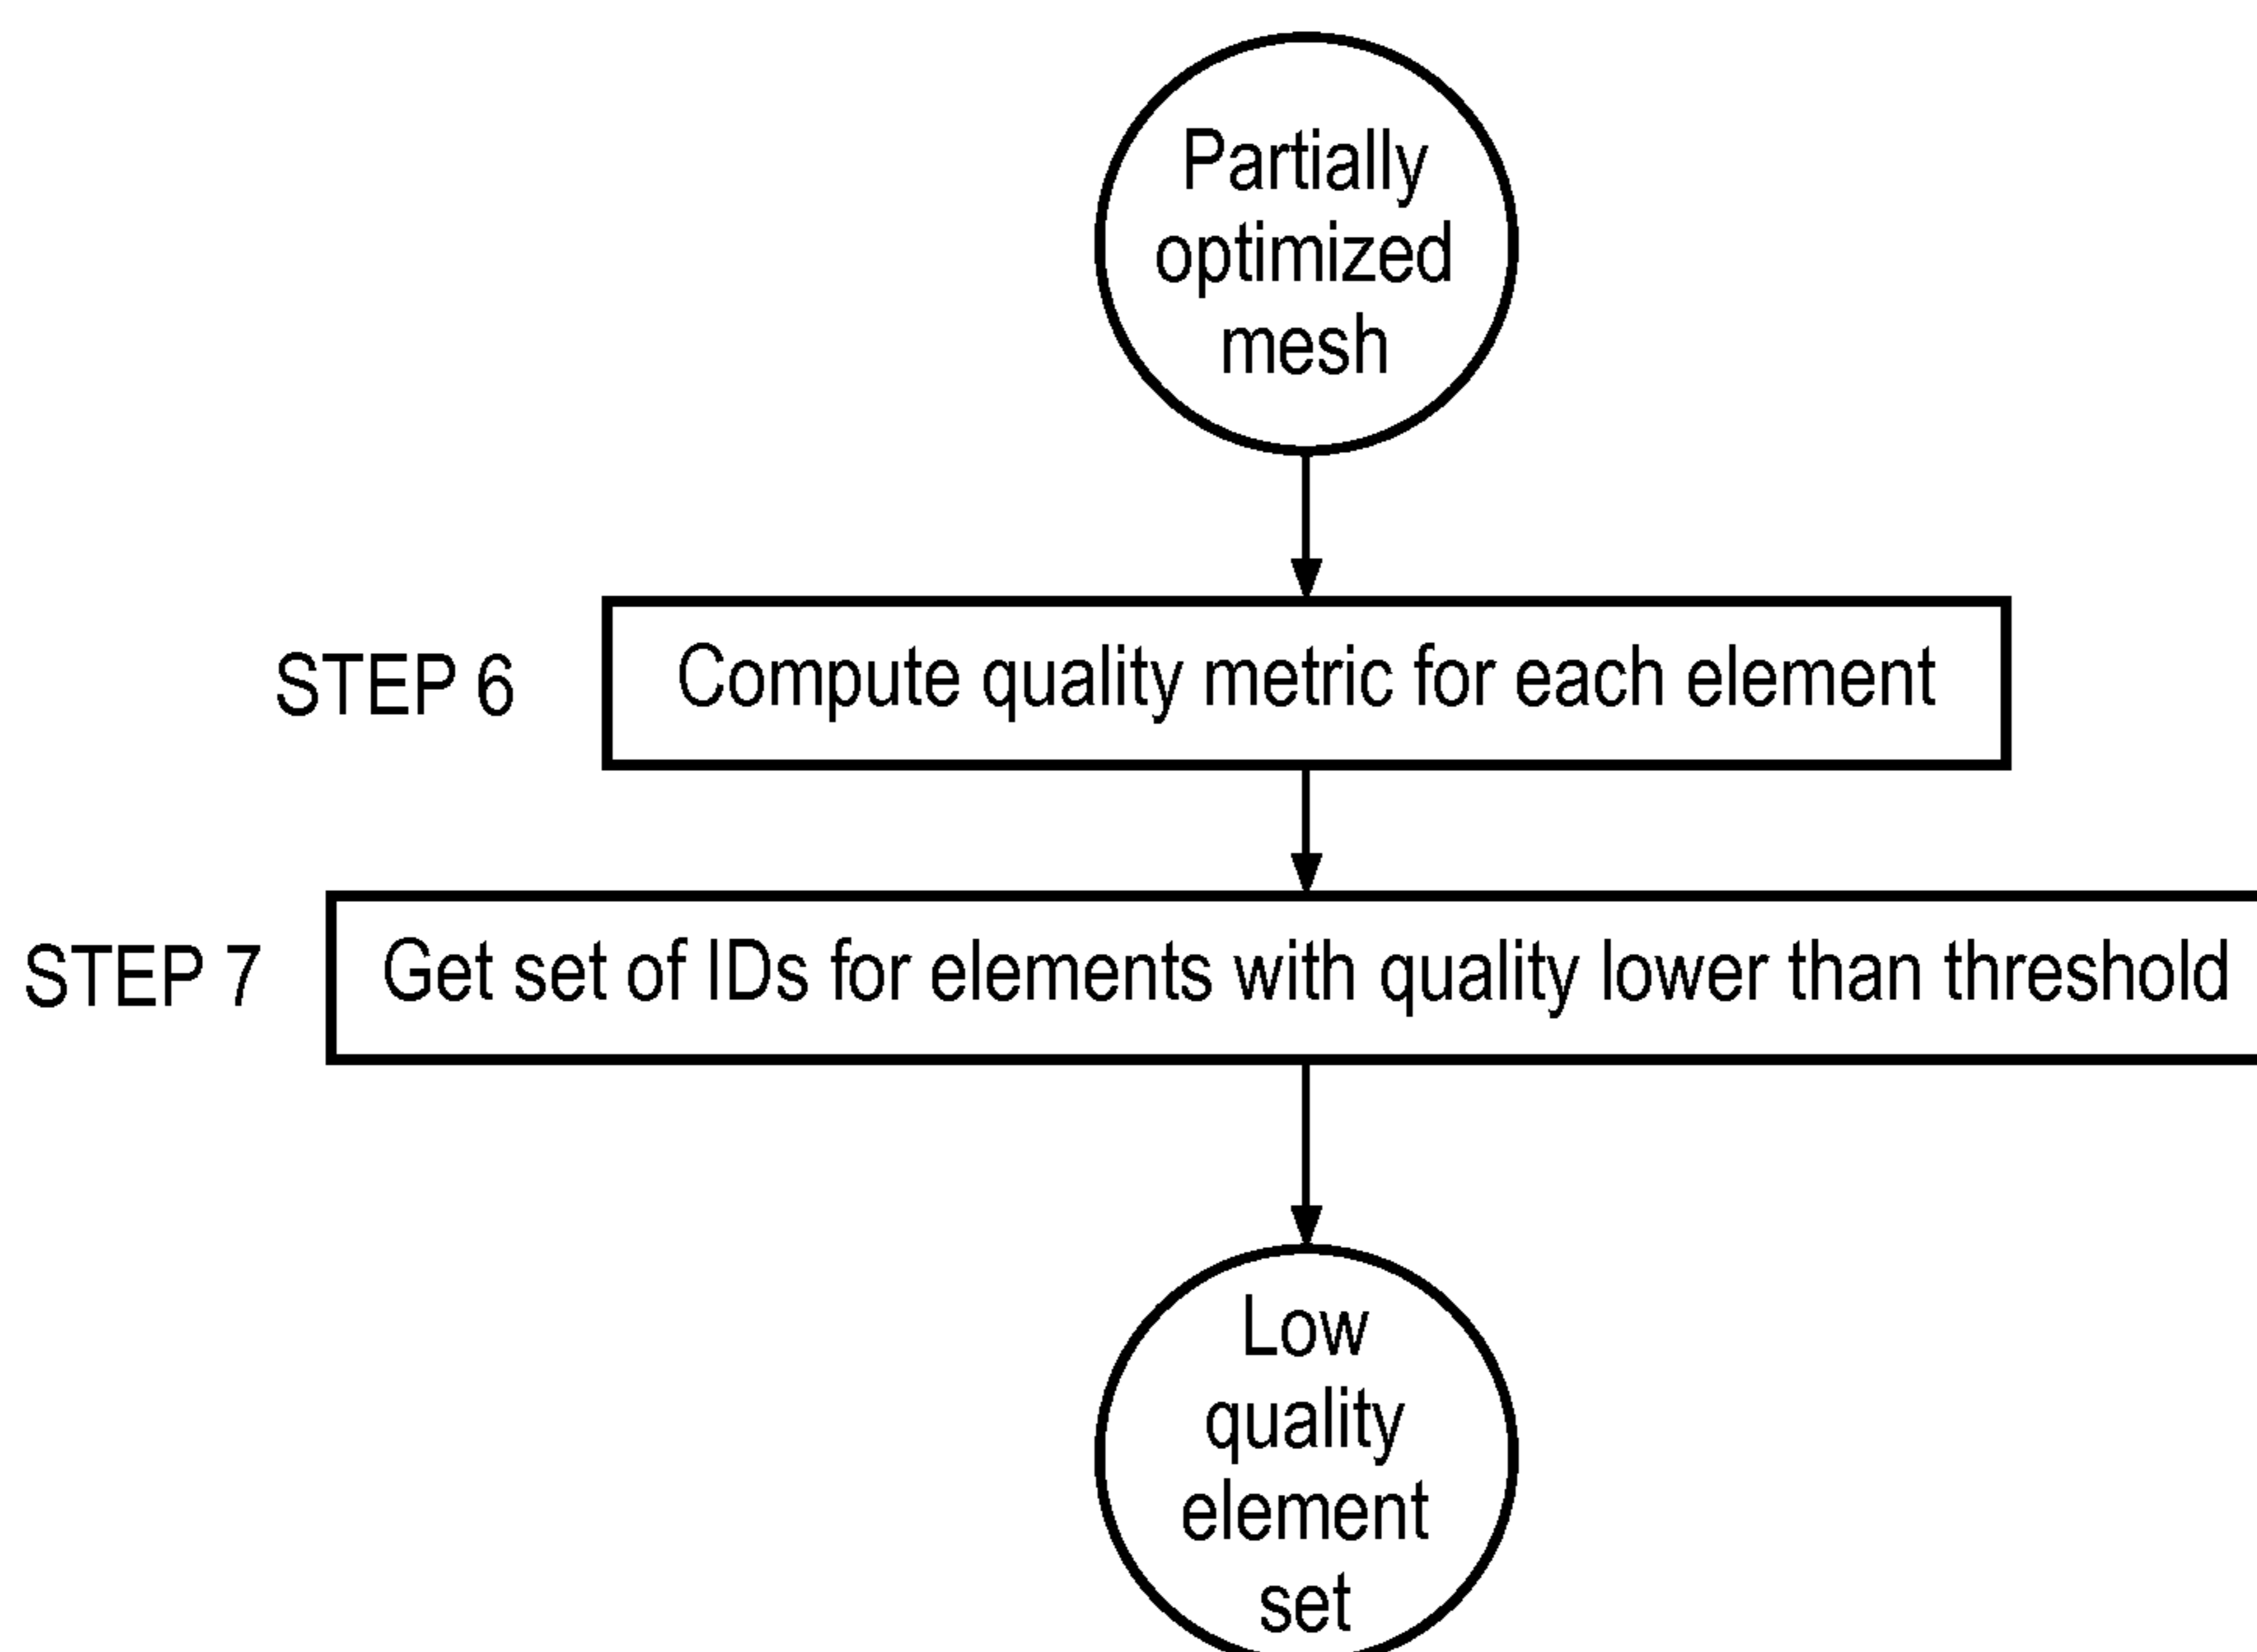 Partially
optimized
mesh
STEP 6
Compute quality metric for each element
STEP 7
Get set of IDs for elements with quality lower than threshold
Low
quality
element
set